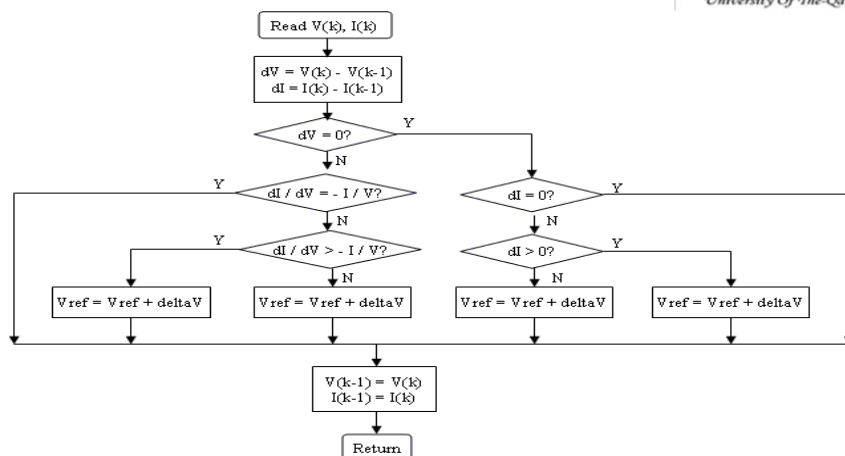 University Of The-Qa
Read V(k), I(k)
dV = V(k) - V(k-1)
dI = I(k) - I(k-1)
dV = 0?
Y
N
Y
dI / dV = - I / V?
dI = 0?
Y
N
N
Y
dI / dV > - I / V?
dI > 0?
Y
N
N
Vref = Vref + deltaV
Vref = Vref + deltaV
Vref = Vref + deltaV
Vref = Vref + deltaV
V(k-1) = V(k)
I(k-1) = I(k)
Return